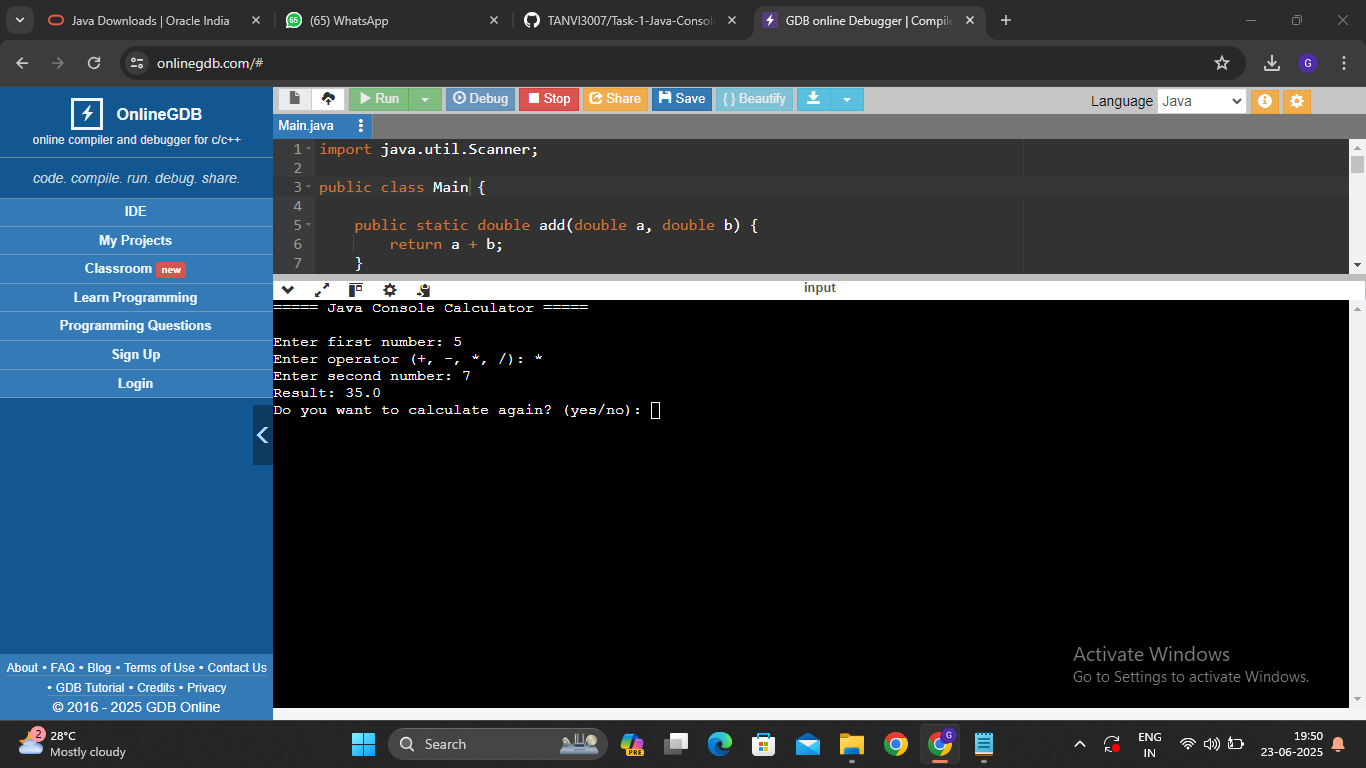 Java Downloads | Oracle India
(65) WhatsApp
TANVI3007/Task-1-Java-Consol
GDB online Debugger | Compile
onlinegdb.com/#
G
OnlineGDB
online compiler and debugger for c/c++
code. compile. run. debug. share.
IDE
My Projects
Classroom new
Learn Programming
Programming Questions
Sign Up
Login
About • FAQ • Blog • Terms of Use • Contact Us
• GDB Tutorial • Credits • Privacy
© 2016 - 2025 GDB Online
Run Debug Stop Share Save { } Beautify
Language Java
Main.java
1 import java.util.Scanner;
2
3 public class Main {
4
5 public static double add(double a, double b) {
6 return a + b;
7 }
input
===== Java Console Calculator =====
Enter first number: 5
Enter operator (+, -, *, /): *
Enter second number: 7
Result: 35.0
Do you want to calculate again? (yes/no):
Activate Windows
Go to Settings to activate Windows.
2
28°C
Mostly cloudy
Search
PRE
G
ENG
IN
19:50
23-06-2025